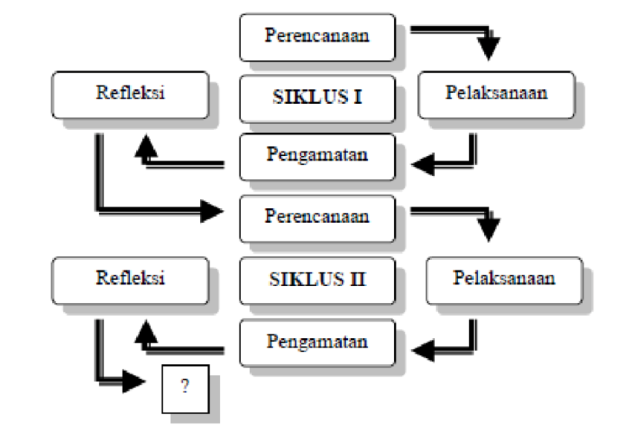 Perencanaan
Refleksi
SIKLUS I
Pelaksanaan
Pengamatan
Perencanaan
Refleksi
SIKLUS II
Pelaksanaan
Pengamatan
?